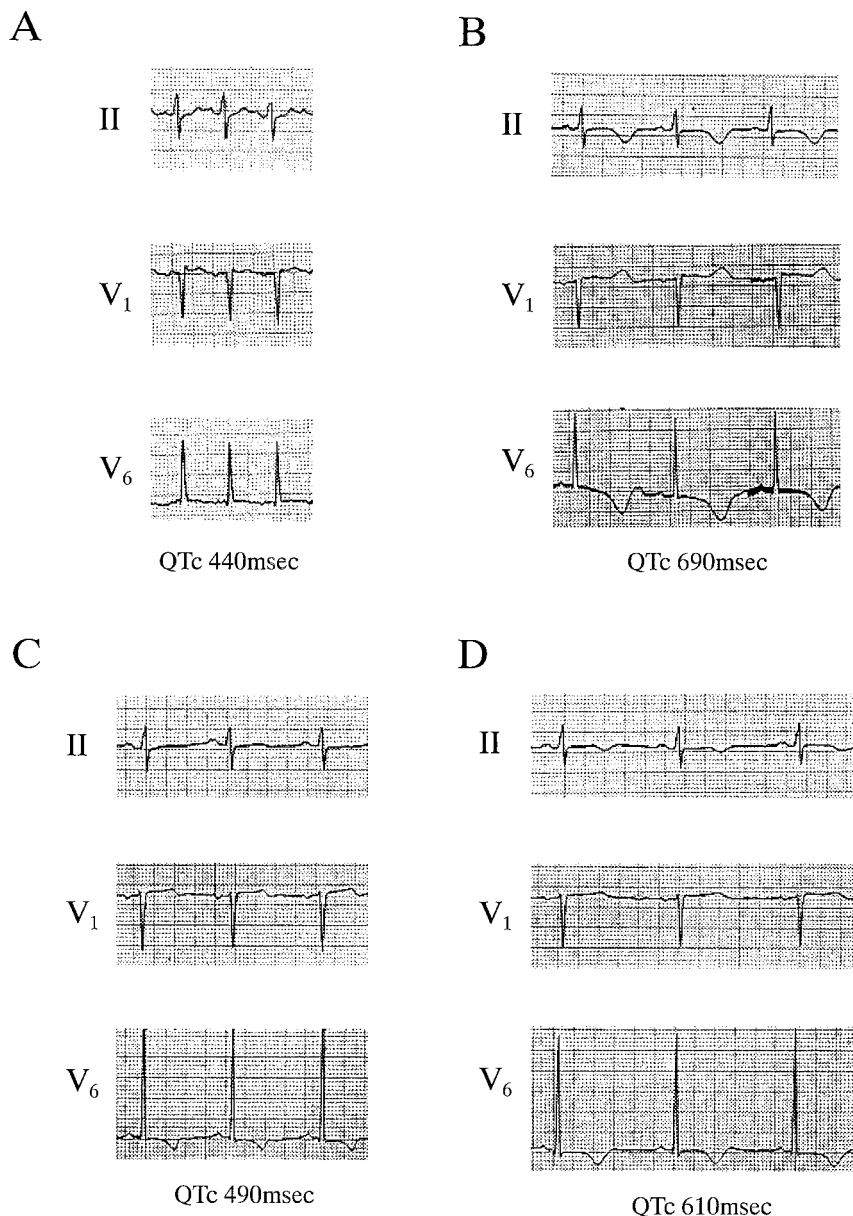 A
II
V1
V6
QTc 440msec
B
II
V1
V6
QTc 690msec
C
II
V1
V6
QTc 490msec
D
II
V1
V6
QTc 610msec